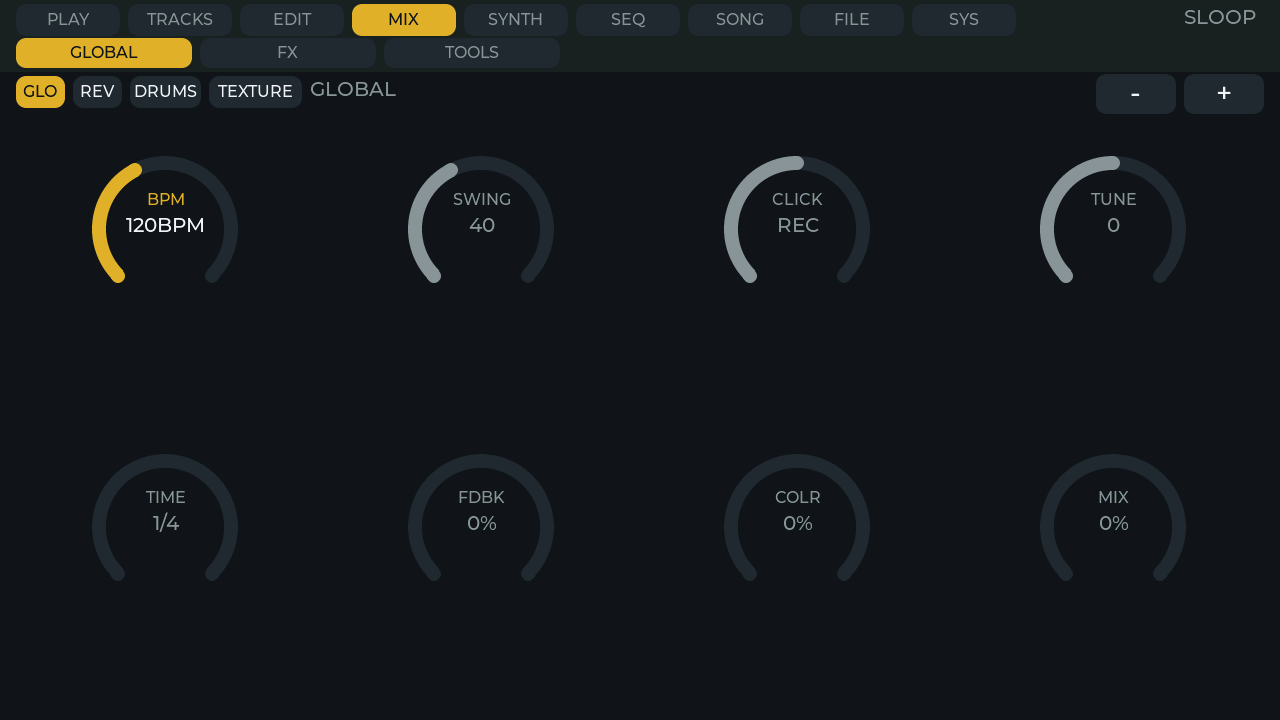 PLAY TRACKS EDIT MIX SYNTH SEQ SONG FILE SYS SLOOP
GLOBAL FX TOOLS
GLO REV DRUMS TEXTURE GLOBAL - +
BPM SWING CLICK TUNE
120BPM 40 REC 0
TIME FDBK COLR MIX
1/4 0% 0% 0%